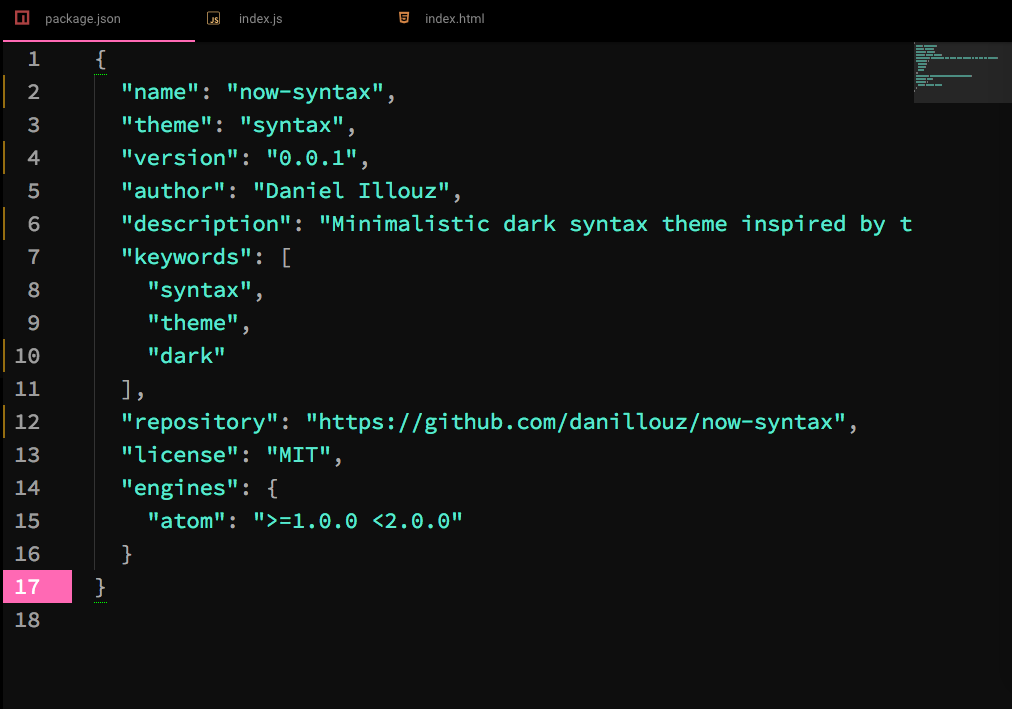 package.json index.js index.html
1 {
2 "name": "now-syntax",
3 "theme": "syntax",
4 "version": "0.0.1",
5 "author": "Daniel Illouz",
6 "description": "Minimalistic dark syntax theme inspired by t
7 "keywords": [
8 "syntax",
9 "theme",
10 "dark"
11 ],
12 "repository": "https://github.com/danillouz/now-syntax",
13 "license": "MIT",
14 "engines": {
15 "atom": ">=1.0.0 <2.0.0"
16 }
17 }
18